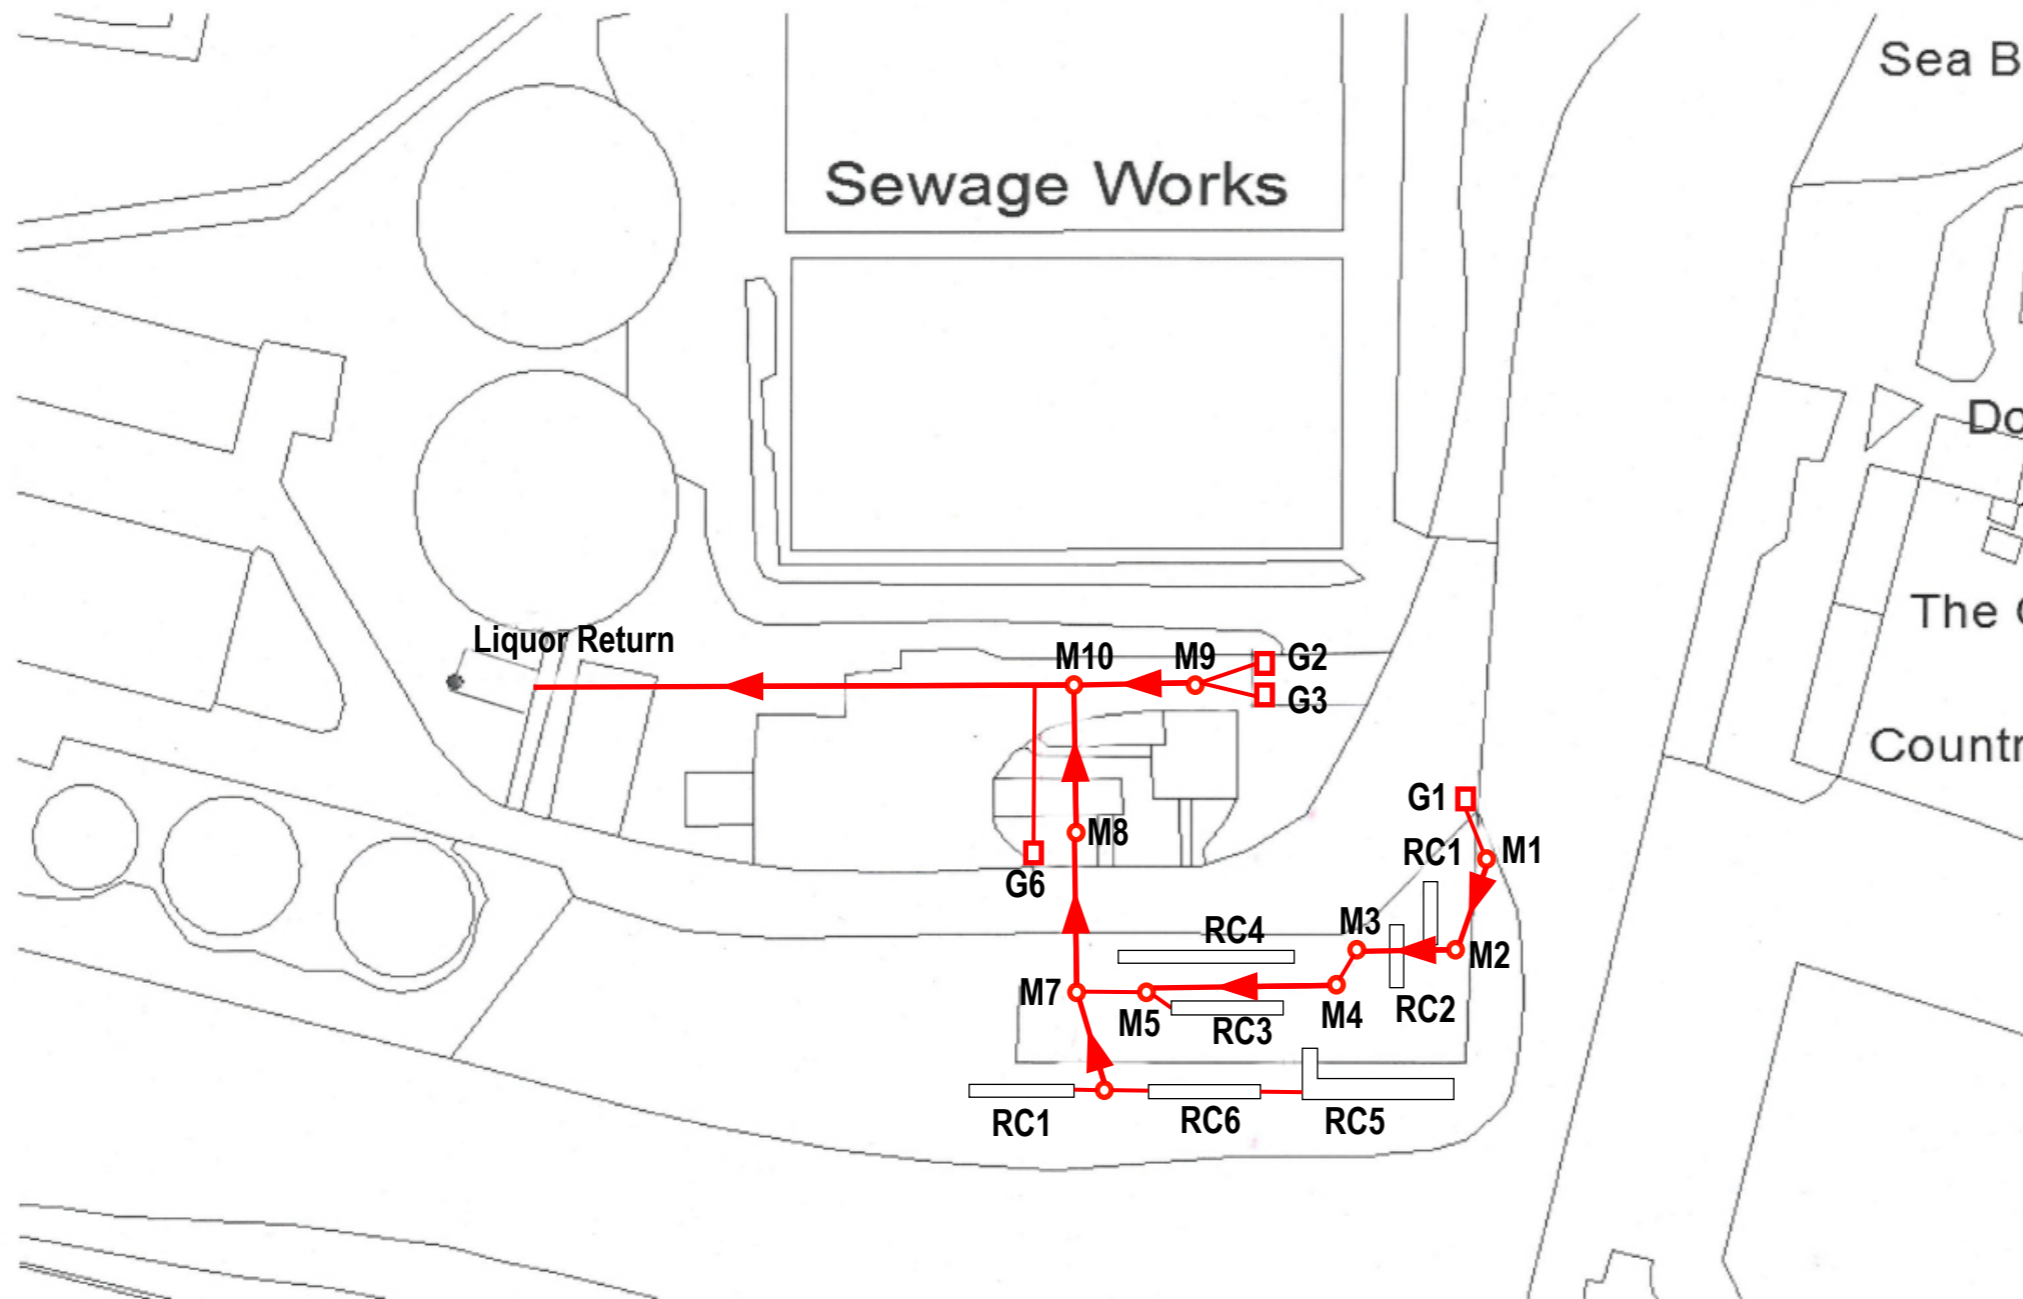 Sea B
Sewage Works
Do
The
Countr
Liquor Return
M10
M9
G2
G3
G1
M8
RC1
M1
G6
M3
RC4
M2
M7
RC2
M5
M4
RC3
RC1
RC6
RC5